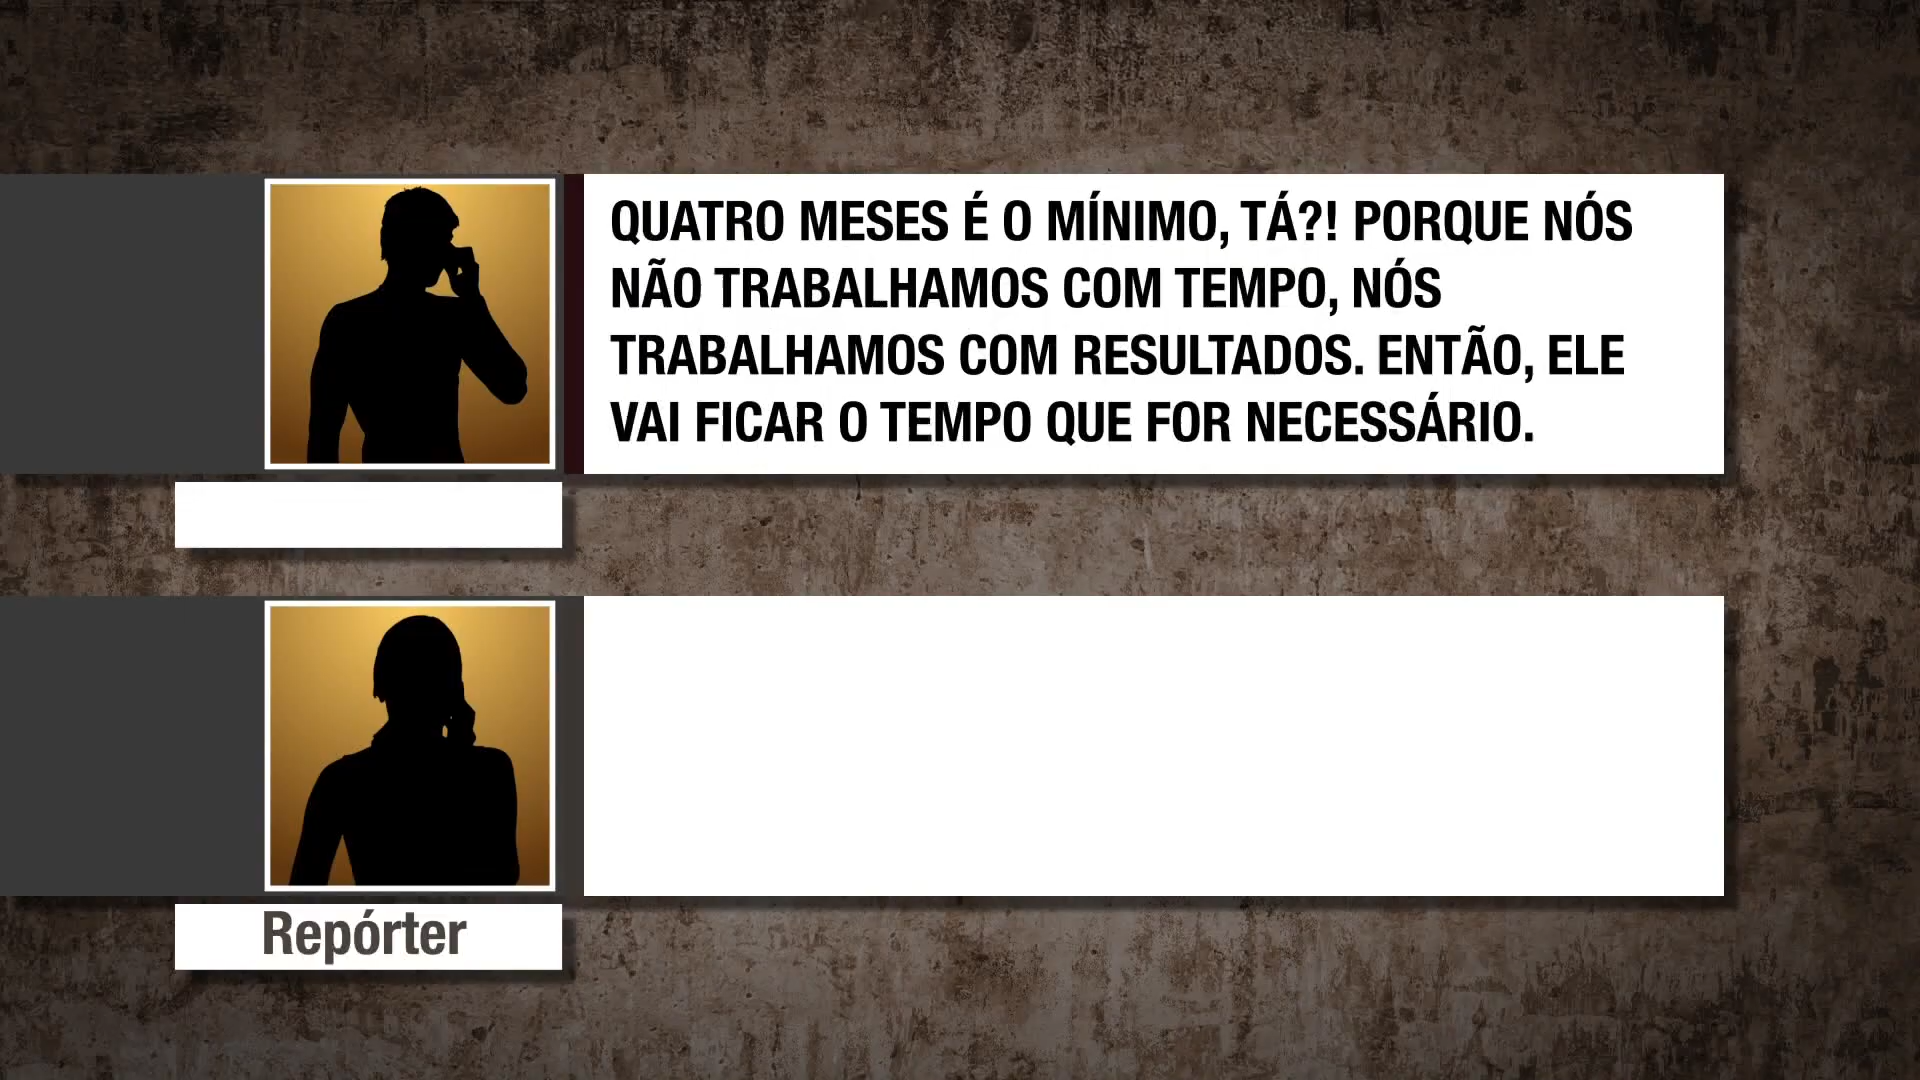 QUATRO MESES É O MÍNIMO, TÁ?! PORQUE NÓS
NÃO TRABALHAMOS COM TEMPO, NÓS
TRABALHAMOS COM RESULTADOS. ENTÃO, ELE
VAI FICAR O TEMPO QUE FOR NECESSÁRIO.
Repórter